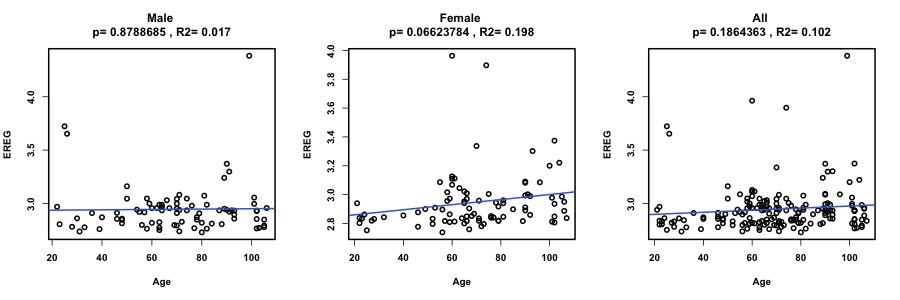 Male
p= 0.8788685 , R2= 0.017
EREG
4.0
3.5
3.0
20 40 60 80 100
Age
Female
p= 0.06623784 , R2= 0.198
EREG
4.0
3.8
3.6
3.4
3.2
3.0
2.8
20 40 60 80 100
Age
All
p= 0.1864363 , R2= 0.102
EREG
4.0
3.5
3.0
20 40 60 80 100
Age